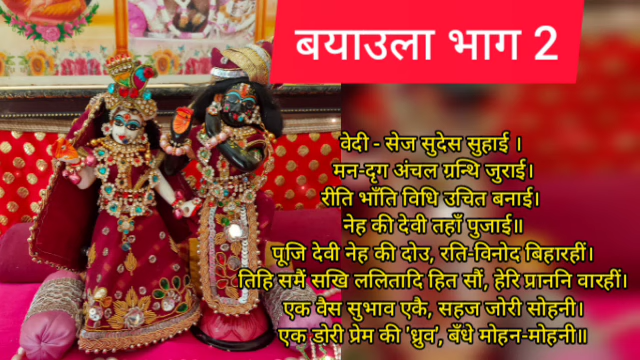 बयाउला भाग 2
वेदी - सेज सुदेस सुहाई ।
मन-दृग अंचल ग्रन्थि जुराई।
रीति भाँति विधि उचित बनाई।
नेह की देवी तहाँ पुजाई॥
पूजि देवी नेह की दोउ, रति-विनोद बिहारहीं।
तिहि समैं सखि ललितादि हित सौं, हेरि प्राननि वारहीं।
एक वैस सुभाव एकै, सहज जोरी सोहनी।
एक डोरी प्रेम की 'ध्रुव', बँधे मोहन-मोहनी॥